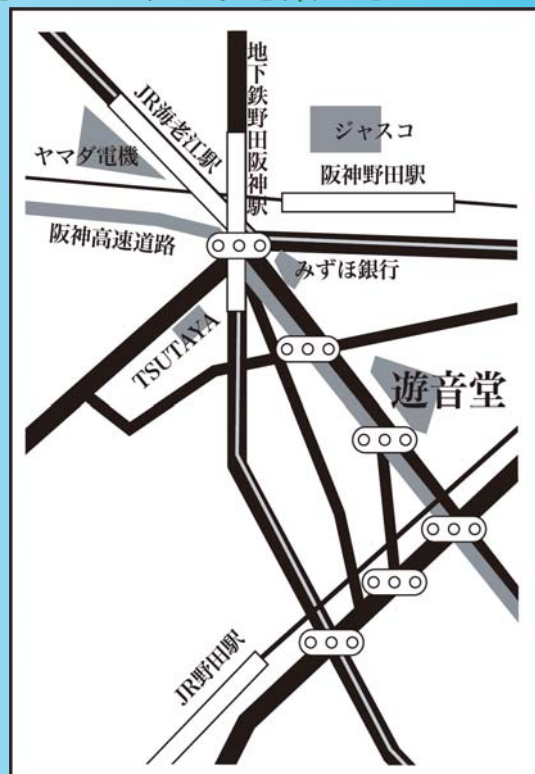 地下鉄野田阪神駅
JR海老江駅
ジャスコ
ヤマダ電機
阪神野田駅
阪神高速道路
みずほ銀行
TSUTAYA
遊音堂
JR野田駅